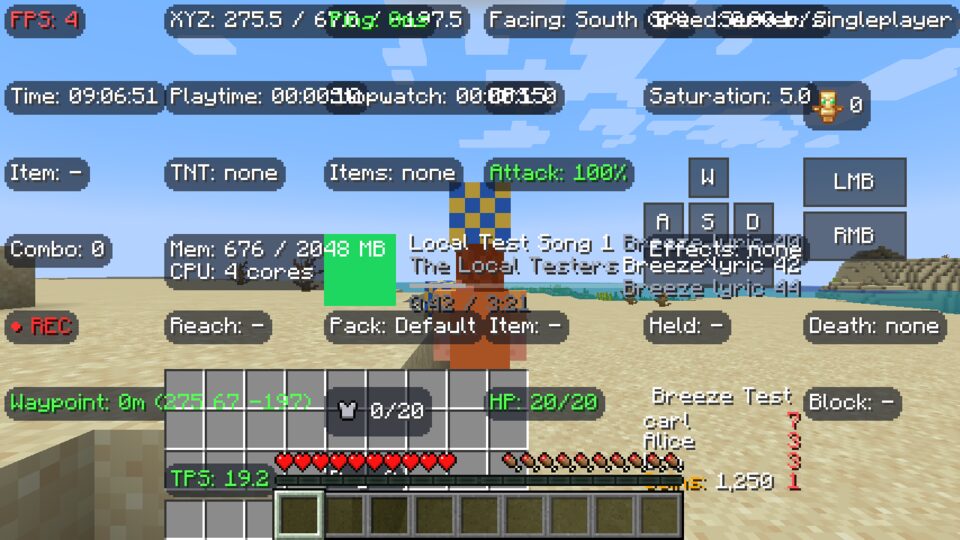 FPS: 4
XYZ: 275.5 /
197.5
Facing: South
Singleplayer
Time: 09:06:51
Playtime:
Stopwatch:
Saturation: 5.0
0
Item: -
TNT: none
Items: none
Attack: 100%
W
LMB
A
S
D
RMB
Combo: 0
Mem: 676 / 2048 MB
CPU: 4 cores
Local Test Song 1
The Local Testers
0:42 / 3:21
Effects: none
Breeze lyric 42
Breeze lyric 44
REC
Reach: -
Pack: Default
Item: -
Held: -
Death: none
Waypoint: 0m (275 67 -197)
0/20
HP: 20/20
Breeze Test
carl 7
Alice 3
3
1,250 1
Block: -
TPS: 19.2